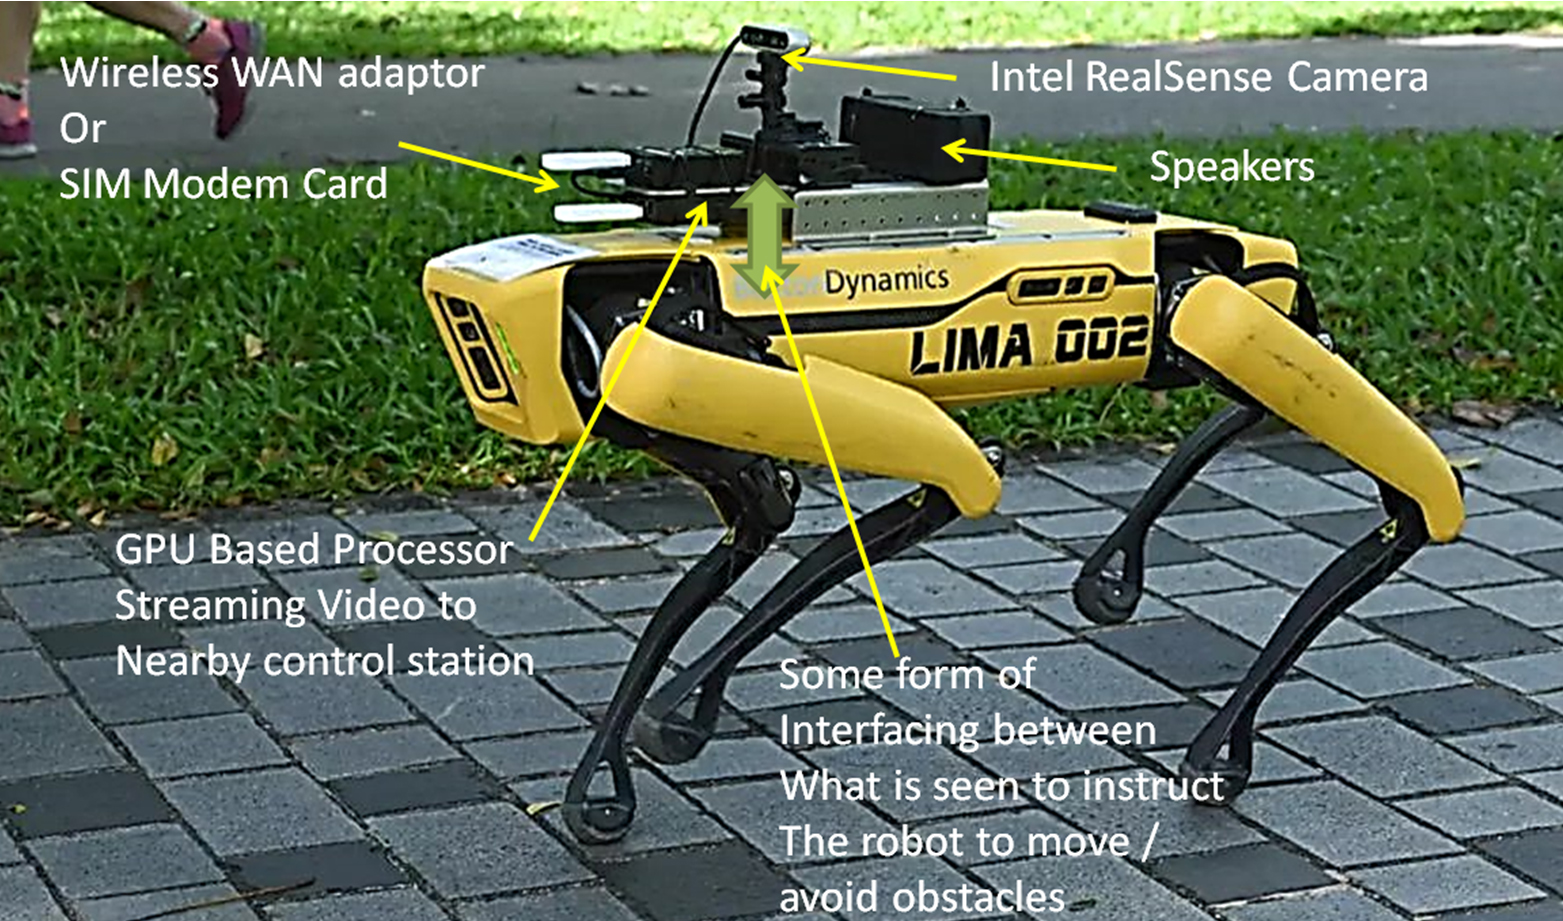 Wireless WAN adaptor
Or
SIM Modem Card
Intel RealSense Camera
Speakers
Dynamics
LIMA 002
GPU Based Processor
Streaming Video to
Nearby control station
Some form of
Interfacing between
What is seen to instruct
The robot to move /
avoid obstacles